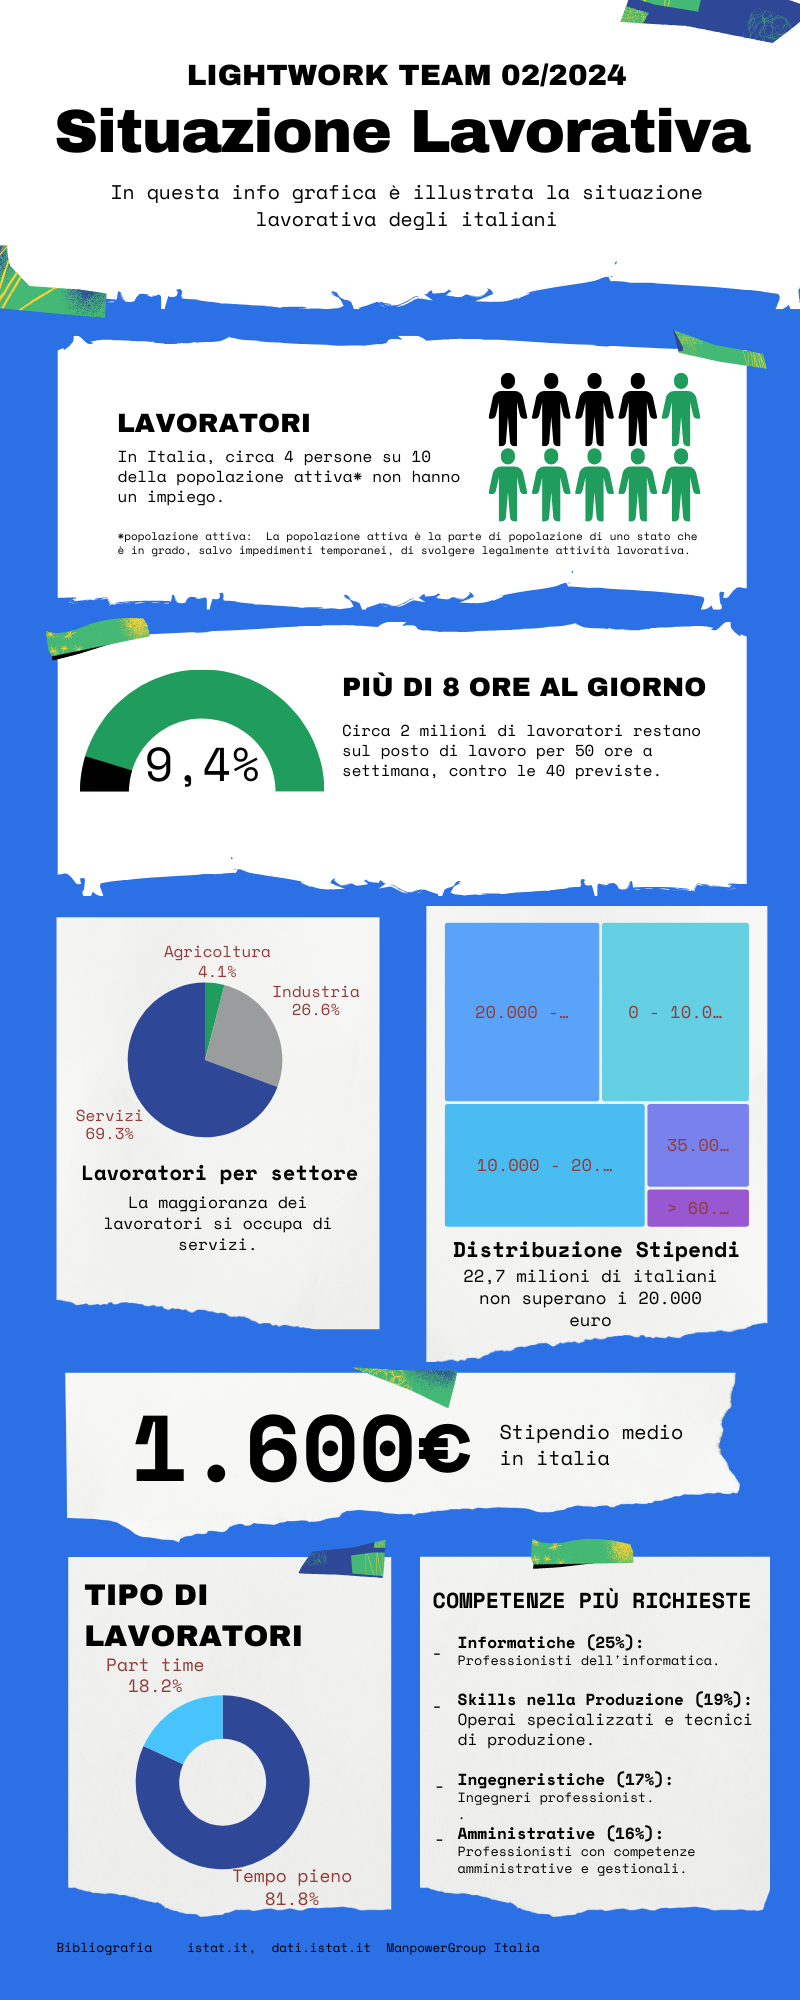 LIGHTWORK TEAM 02/2024
Situazione Lavorativa
In questa info grafica è illustrata la situazione
lavorativa degli italiani
LAVORATORI
In Italia, circa 4 persone su 10
della popolazione attiva* non hanno
un impiego.
*popolazione attiva:  La popolazione attiva è la parte di popolazione di uno stato che
è in grado, salvo impedimenti temporanei, di svolgere legalmente attività lavorativa.
9,4%
PIÙ DI 8 ORE AL GIORNO
Circa 2 milioni di lavoratori restano
sul posto di lavoro per 50 ore a
settimana, contro le 40 previste.
Agricoltura
4.1%
Industria
26.6%
Servizi
69.3%
Lavoratori per settore
La maggioranza dei
lavoratori si occupa di
servizi.
20.000 -…
0 - 10.0…
10.000 - 20.…
35.00…
> 60.…
Distribuzione Stipendi
22,7 milioni di italiani
non superano i 20.000
euro
1.600€
Stipendio medio
in italia
TIPO DI
LAVORATORI
Part time
18.2%
Tempo pieno
81.8%
COMPETENZE PIÙ RICHIESTE
- Informatiche (25%):
Professionisti dell'informatica.
- Skills nella Produzione (19%):
Operai specializzati e tecnici
di produzione.
- Ingegneristiche (17%):
Ingegneri professionist.
.
- Amministrative (16%):
Professionisti con competenze
amministrative e gestionali.
Bibliografia istat.it, dati.istat.it ManpowerGroup Italia